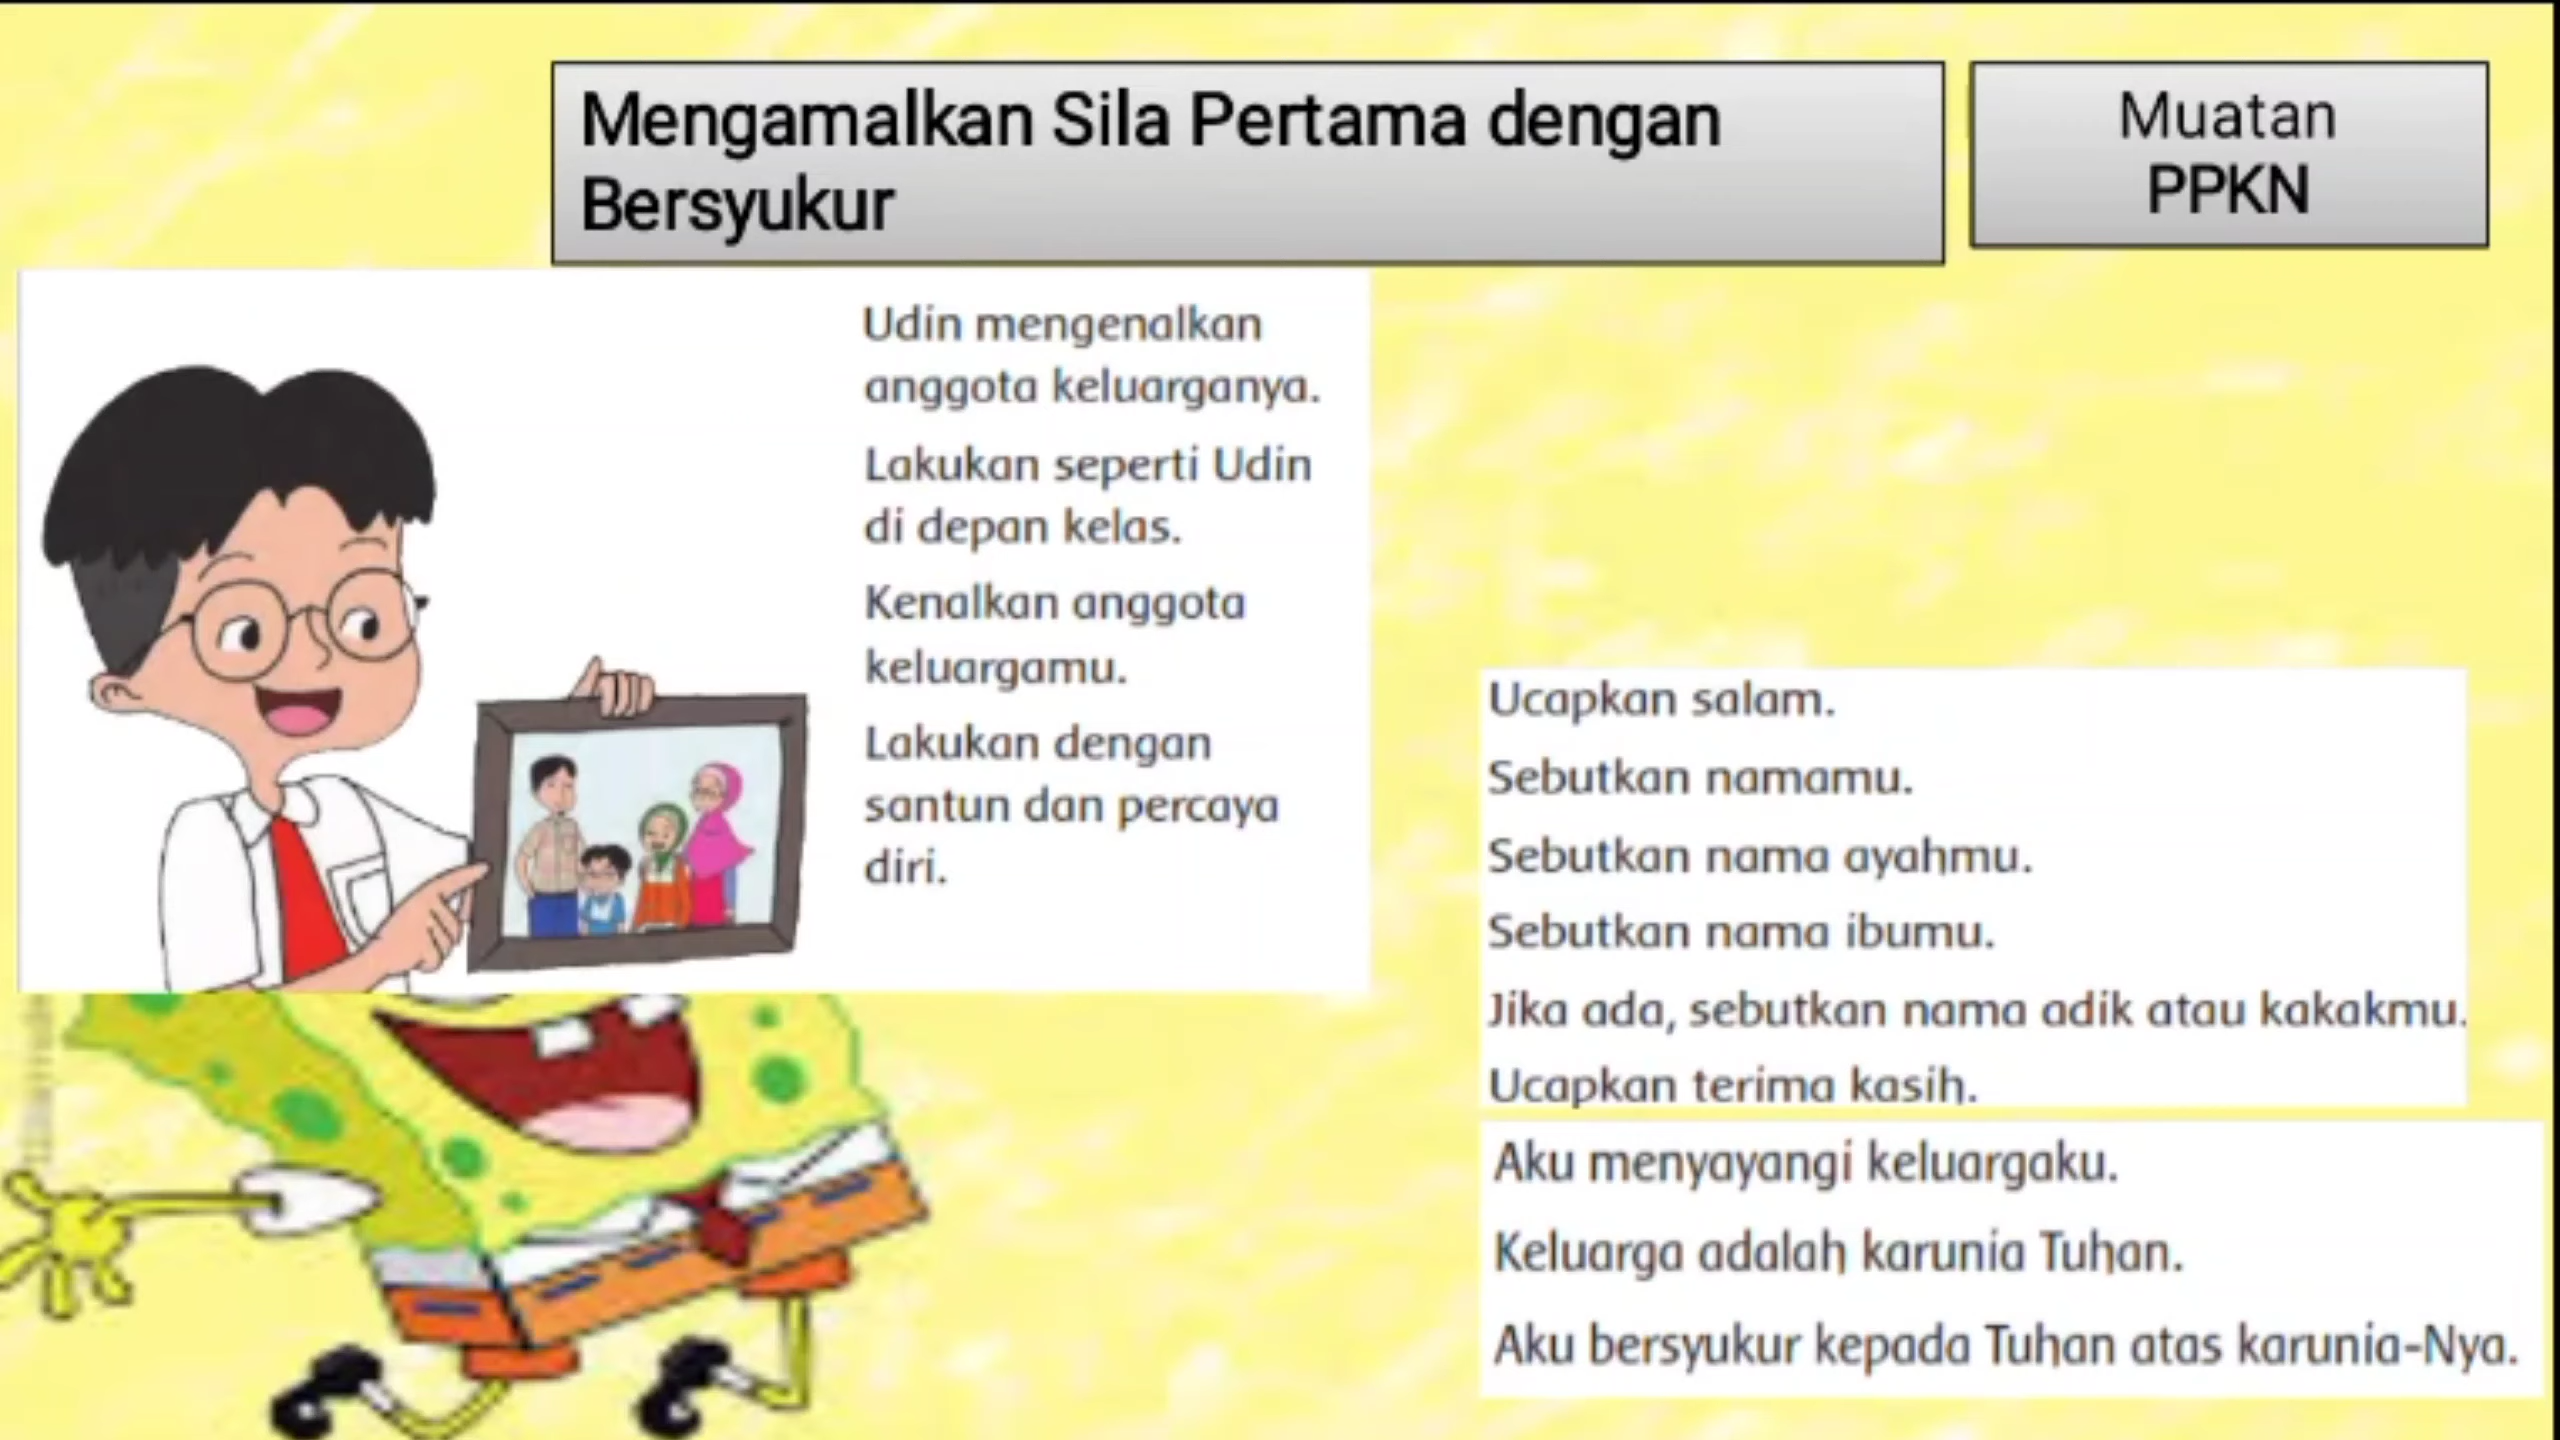 Mengamalkan Sila Pertama dengan
Bersyukur
Muatan
PPKN
Udin mengenalkan
anggota keluarganya.
Lakukan seperti Udin
di depan kelas.
Kenalkan anggota
keluargamu.
Lakukan dengan
santun dan percaya
diri.
Ucapkan salam.
Sebutkan namamu.
Sebutkan nama ayahmu.
Sebutkan nama ibumu.
Jika ada, sebutkan nama adik atau kakakmu.
Ucapkan terima kasih.
Aku menyayangi keluargaku.
Keluarga adalah karunia Tuhan.
Aku bersyukur kepada Tuhan atas karunia-Nya.